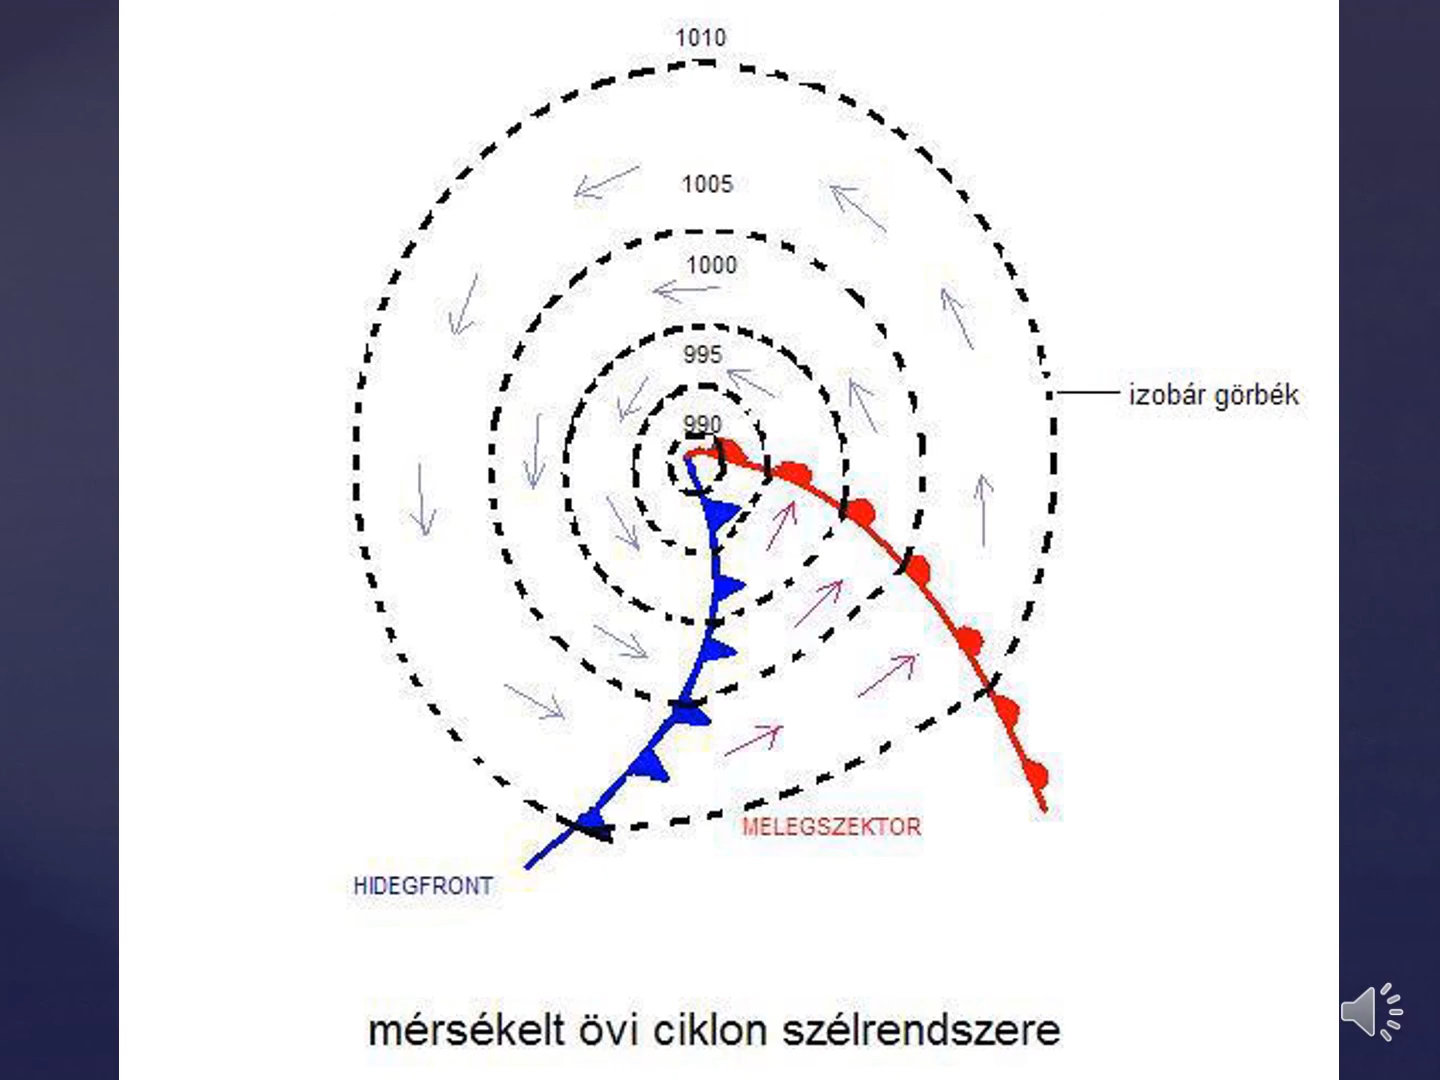 1010
1005
1000
995
990
izobár görbék
MELEGSZEKTOR
HIDEGFRONT
mérsékelt övi ciklon szélrendszere